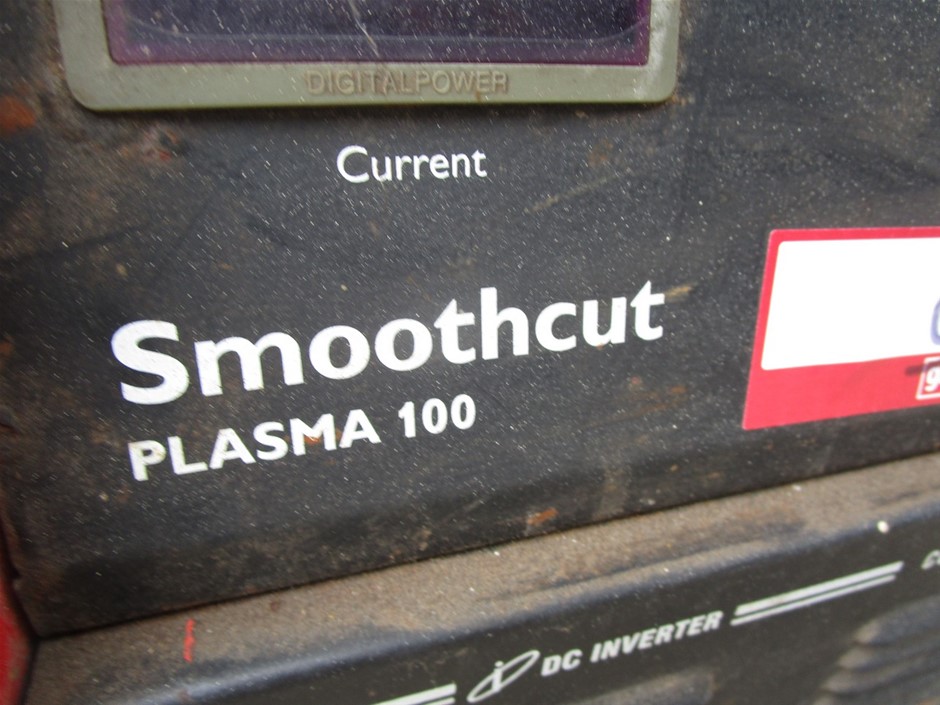 DIGITALPOWER
Current
Smoothcut
PLASMA 100
DC INVERTER